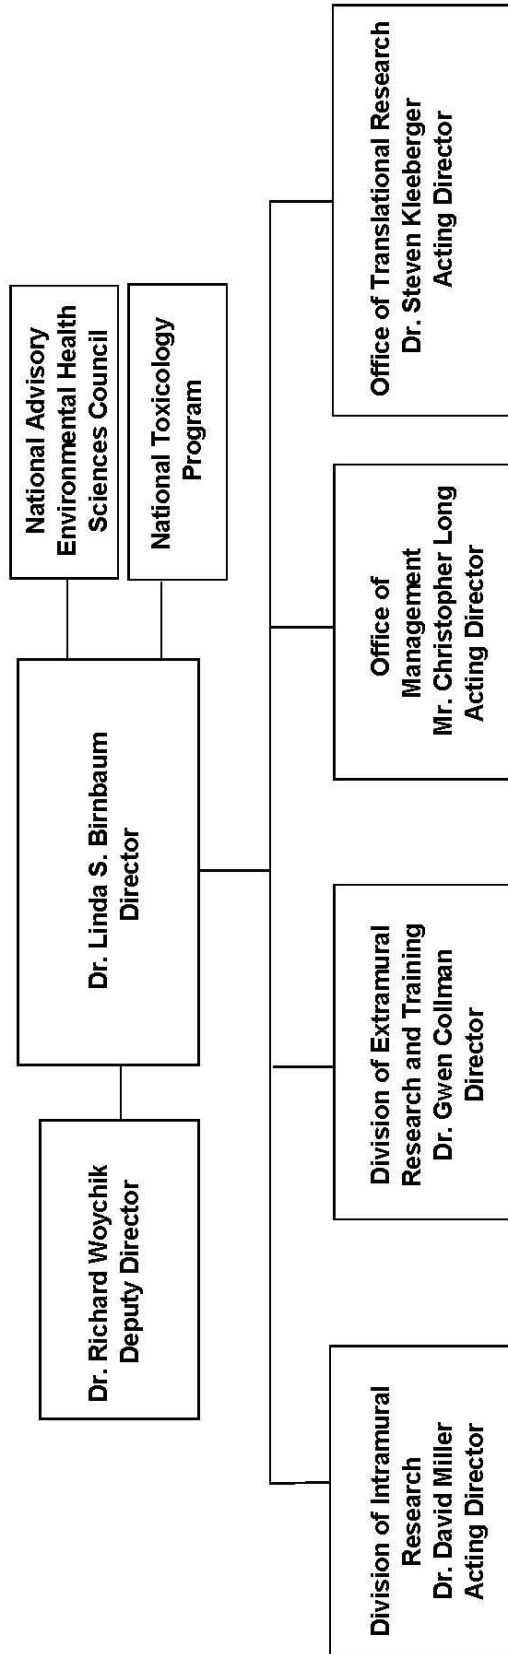 National Advisory
Environmental Health
Sciences Council
National Toxicology
Program
Dr. Linda S. Birnbaum
Director
Dr. Richard Woychik
Deputy Director
Division of Intramural
Research
Dr. David Miller
Acting Director
Division of Extramural
Research and Training
Dr. Gwen Collman
Director
Office of
Management
Mr. Christopher Long
Acting Director
Office of Translational Research
Dr. Steven Kleeberger
Acting Director